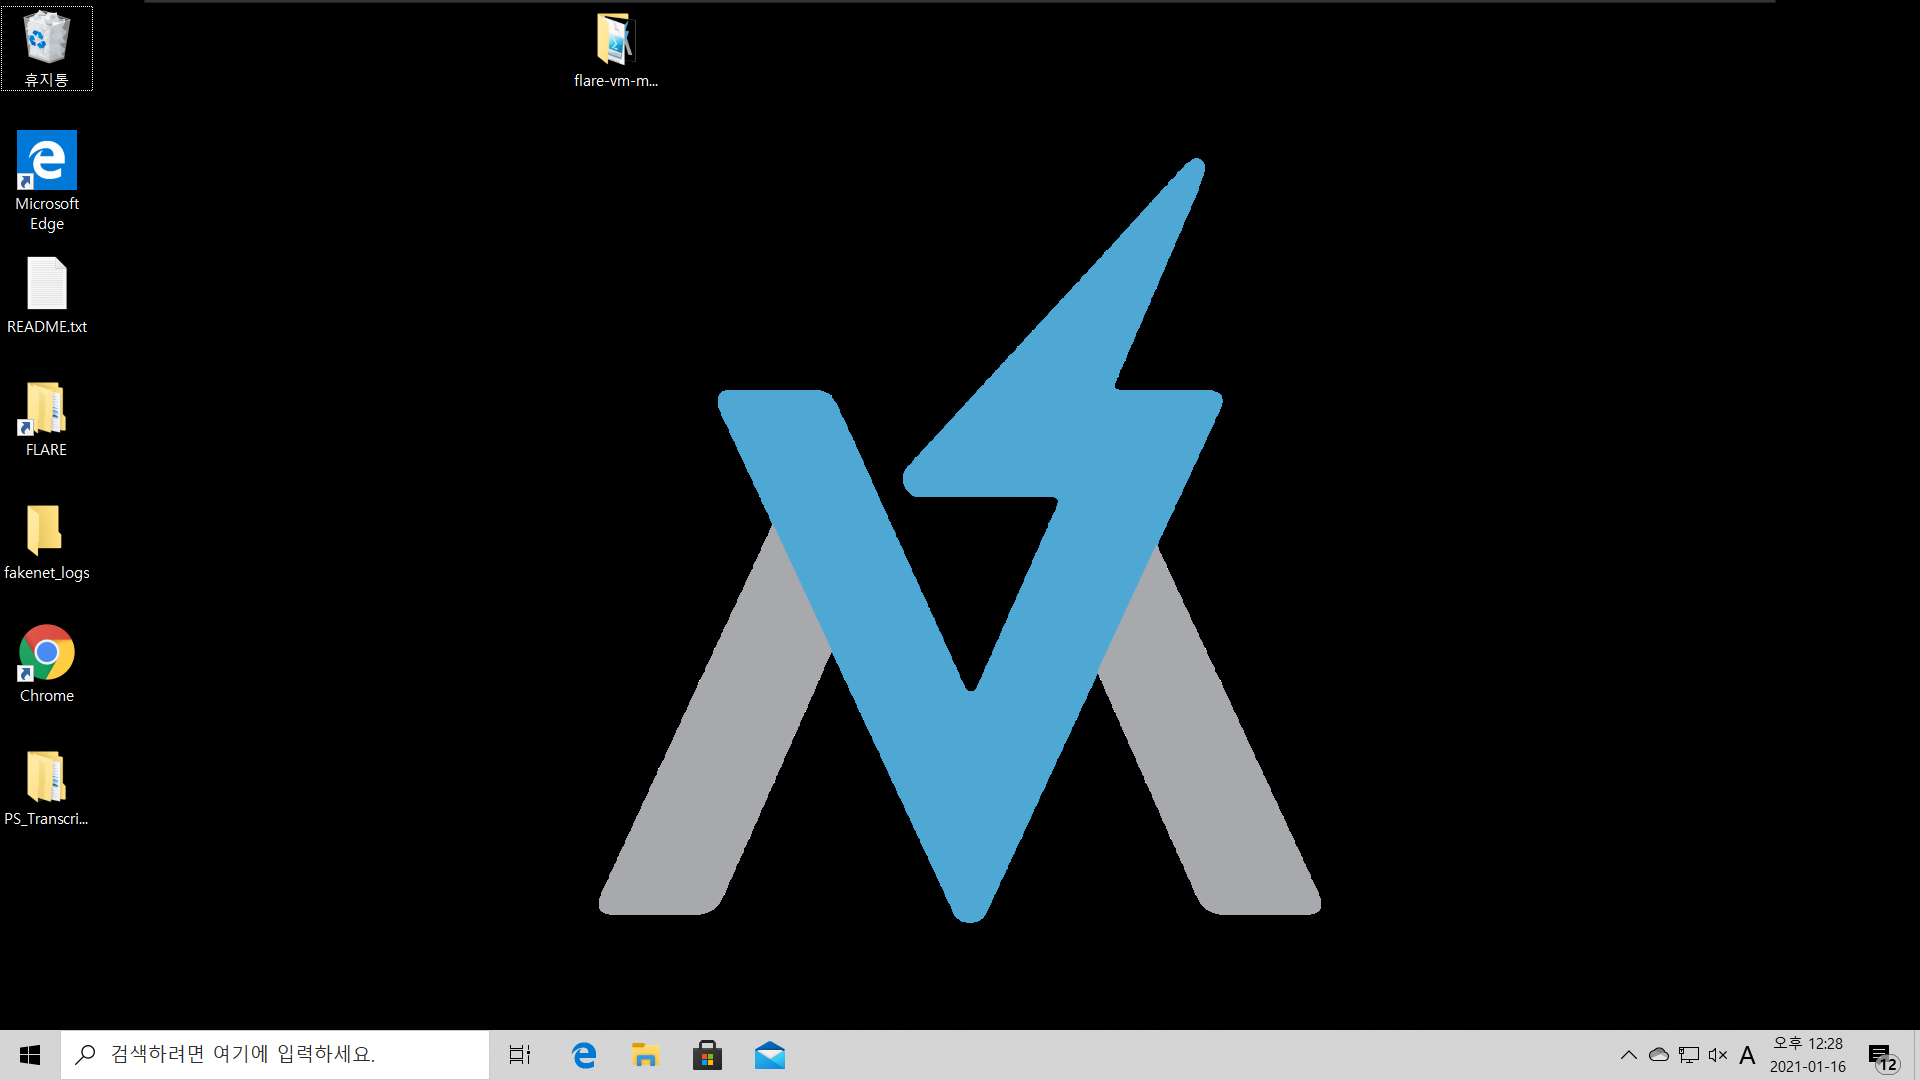 휴지통
flare-vm-m...
Microsoft
Edge
README.txt
FLARE
fakenet_logs
Chrome
PS_Transcri...
검색하려면 여기에 입력하세요.
A
오후 12:28
2021-01-16
12